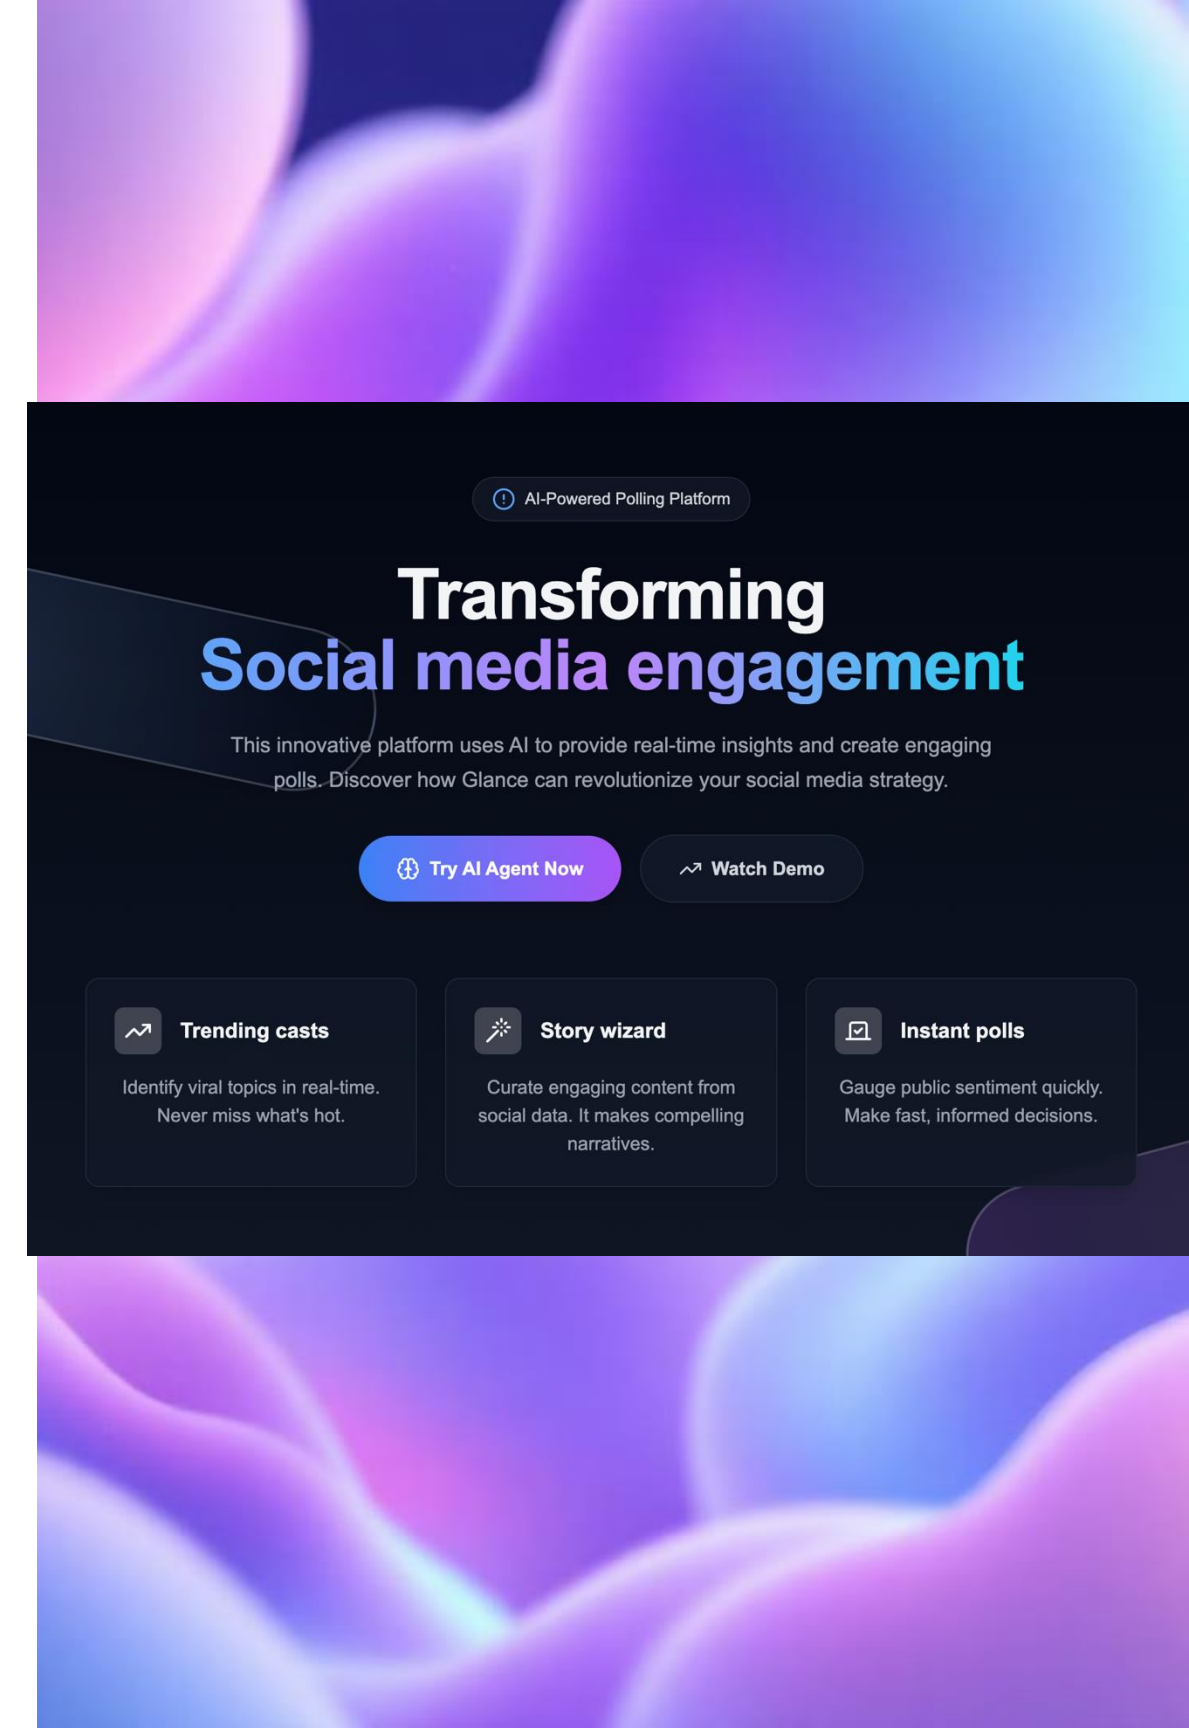 AI-Powered Polling Platform
Transforming
Social media engagement
This innovative platform uses AI to provide real-time insights and create engaging
polls. Discover how Glance can revolutionize your social media strategy.
Try AI Agent Now
Watch Demo
Trending casts
Identify viral topics in real-time.
Never miss what's hot.
Story wizard
Curate engaging content from
social data. It makes compelling
narratives.
Instant polls
Gauge public sentiment quickly.
Make fast, informed decisions.